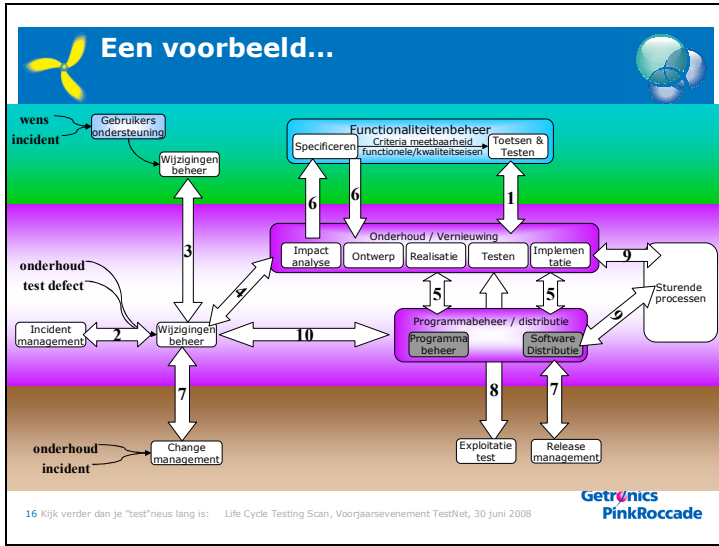 Een voorbeeld…
wens
incident
Gebruikers
ondersteuning
Wijzigingen
beheer
Functionaliteitenbeheer
Specificeren
Criteria meetbaarheid
functionele/kwaliteitseisen
Toetsen &
Testen
6
6
1
3
Onderhoud / Vernieuwing
Impact
analyse
Ontwerp
Realisatie
Testen
Implemen
tatie
9
Sturende
processen
4
5
5
9
onderhoud
test defect
Incident
management
2
Wijzigingen
beheer
10
Programmabeheer / distributie
Programma
beheer
Software
Distributie
7
8
7
onderhoud
incident
Change
management
Exploitatie
test
Release
management
16 Kijk verder dan je "test"neus lang is: Life Cycle Testing Scan, Voorjaarsevenement TestNet, 30 juni 2008
Getronics
PinkRoccade